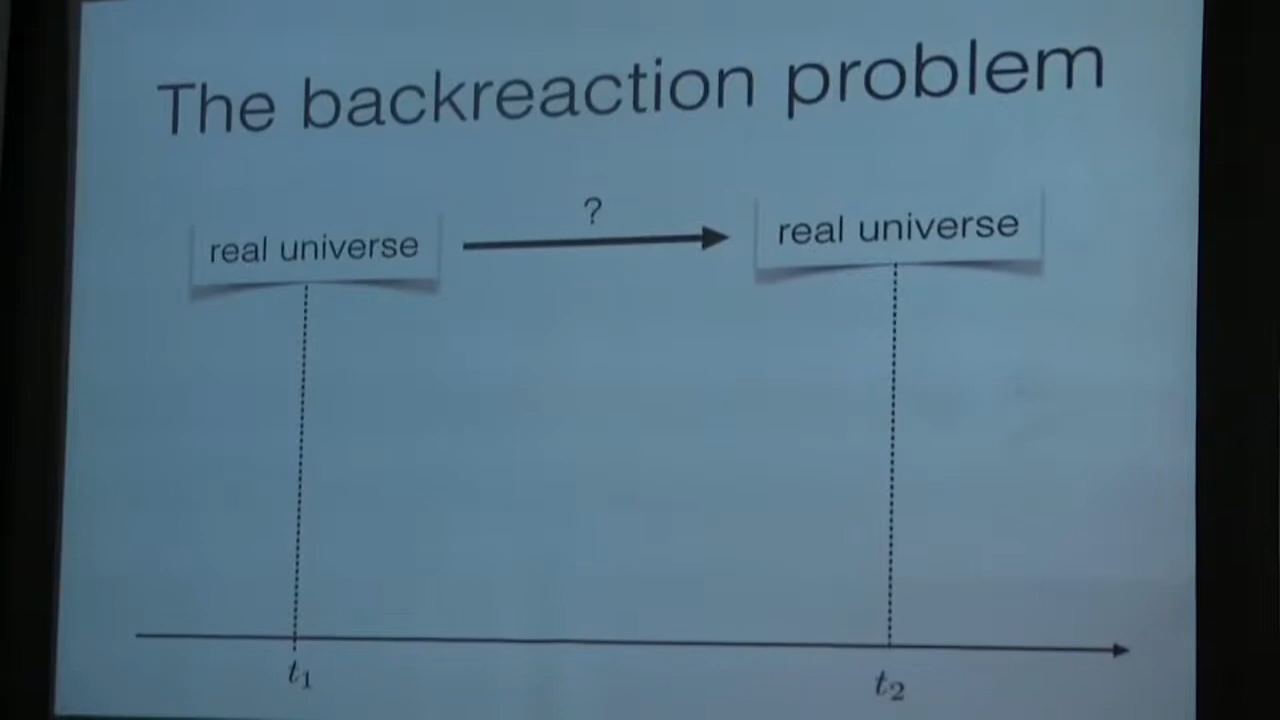 The backreaction problem
?
real universe
real universe
t₁
t₂